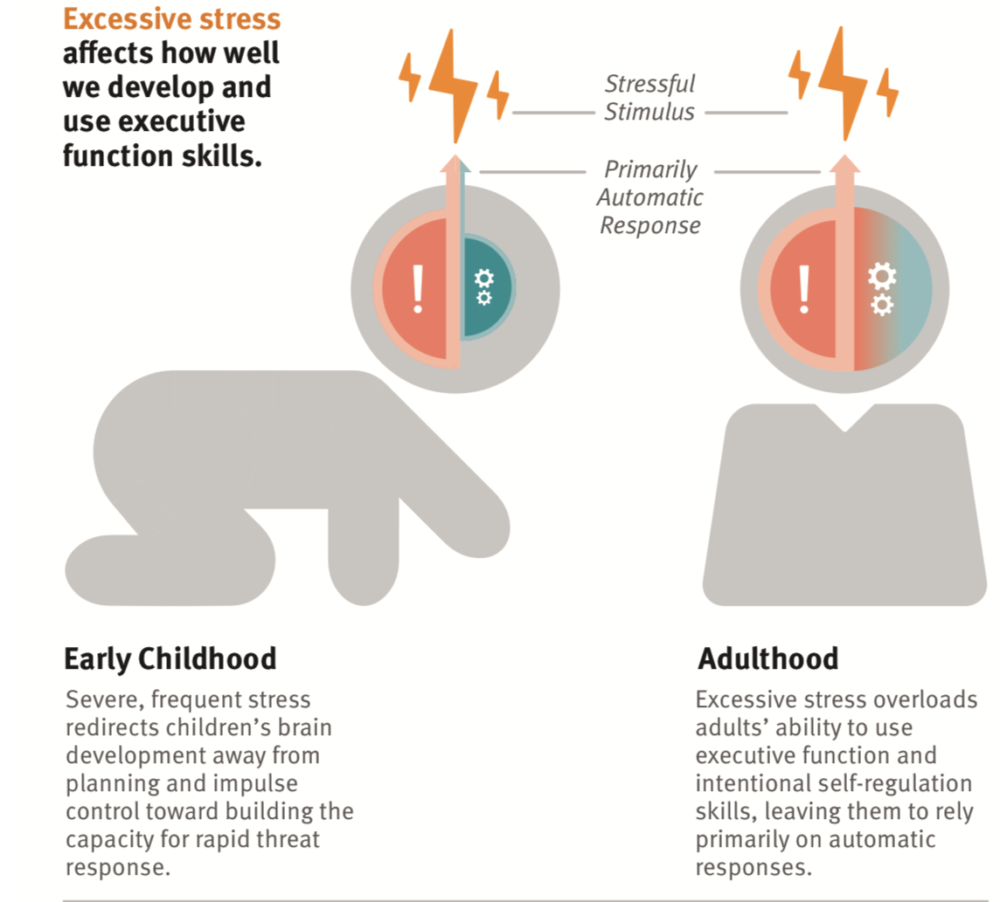 Excessive stress
affects how well
we develop and
use executive
function skills.
Stressful
Stimulus
Primarily
Automatic
Response
!
!
Early Childhood
Severe, frequent stress
redirects children’s brain
development away from
planning and impulse
control toward building the
capacity for rapid threat
response.
Adulthood
Excessive stress overloads
adults’ ability to use
executive function and
intentional self-regulation
skills, leaving them to rely
primarily on automatic
responses.